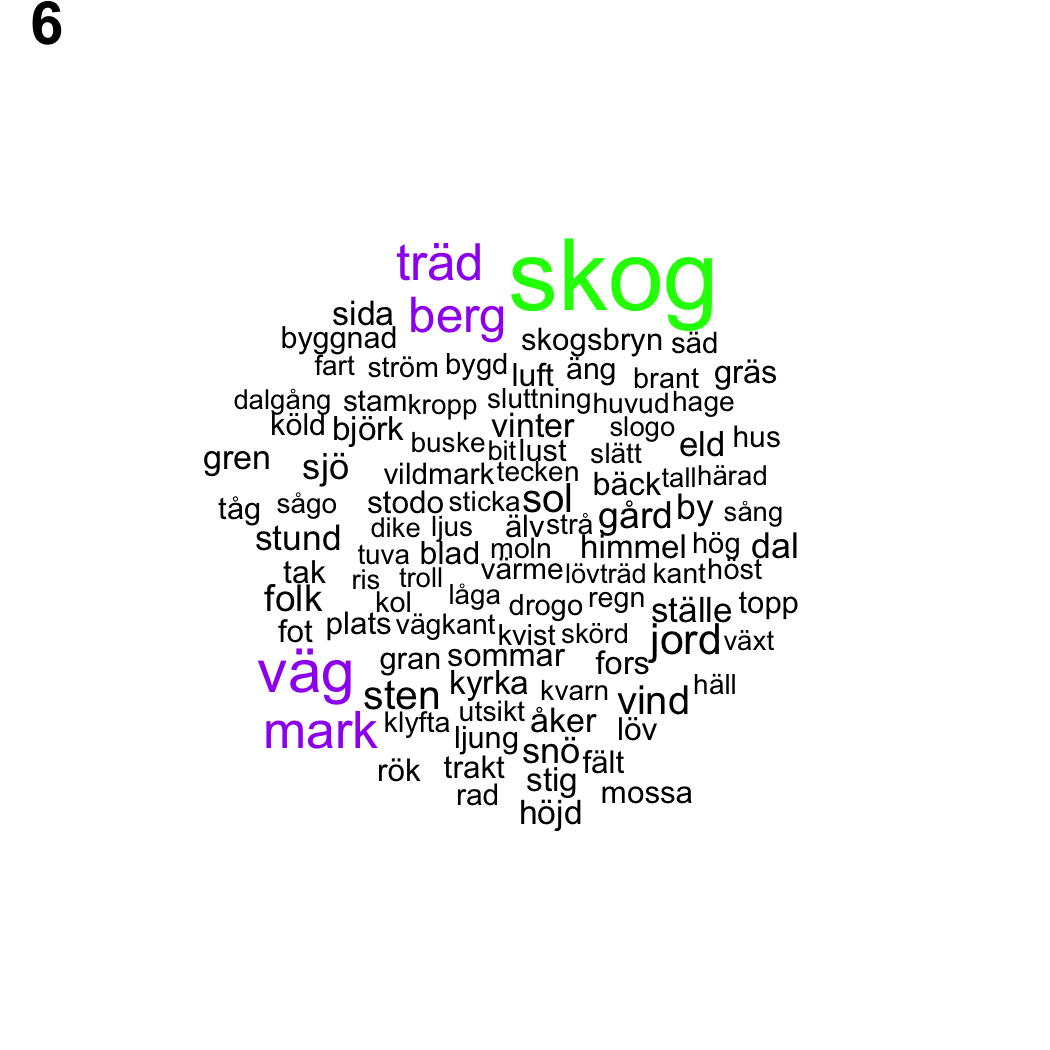 6
träd skog
sida berg
byggnad skogsbryn säd
fart ström bygd luft äng brant gräs
dalgång stam kropp sluttning huvud hage
köld björk buske vinter slogo eld hus
gren sjö bit lust slätt
vildmark tecken bäck tall härad
tåg sågo stodo sticka sol gård by sång
stund dike ljus älv strå himmel hög dal
tuva blad moln
tak ris troll värme lövträd kant höst
folk kol låga drogo regn ställe topp
fot plats vägkant kvist skörd jord växt
väg gran sommar fors
sten kyrka kvarn vind häll
mark klyfta utsikt åker löv
ljung snö fält
rök trakt stig
rad mossa
höjd